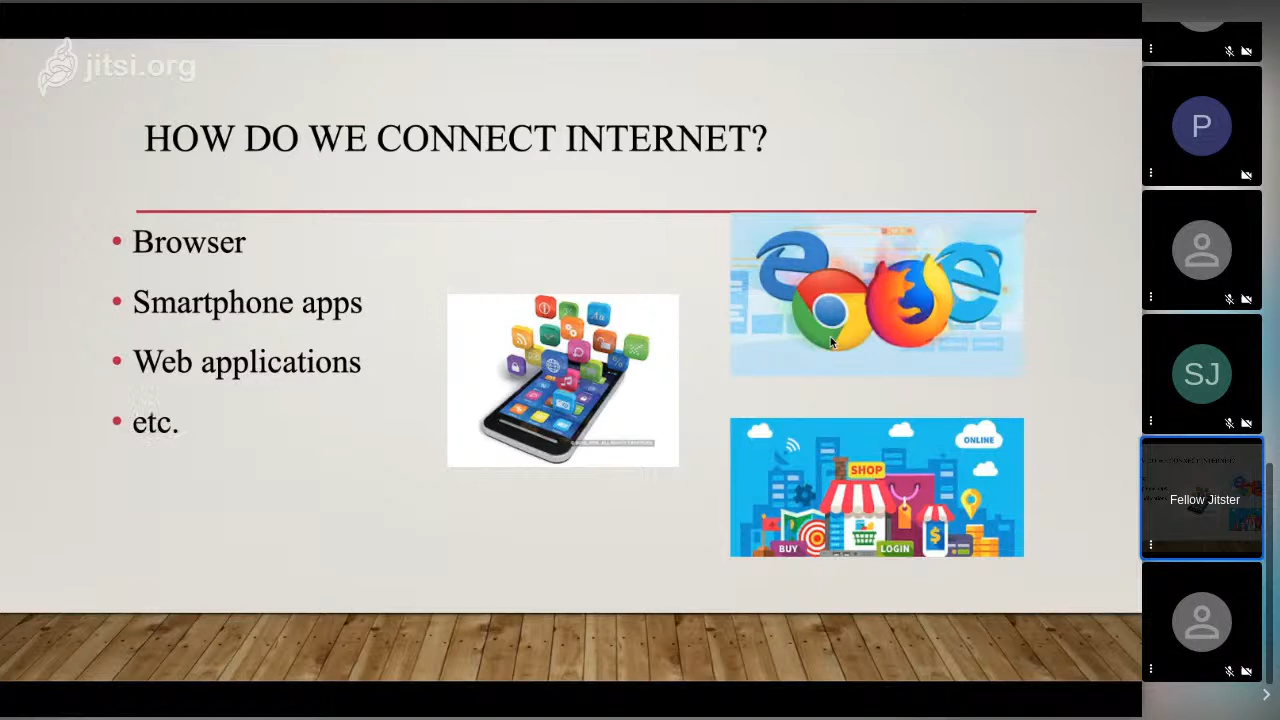 jitsi.org
HOW DO WE CONNECT INTERNET?
• Browser
• Smartphone apps
• Web applications
• etc.
Au
ONLINE
SHOP
$
BUY
LOGIN
P
SJ
Fellow Jitster